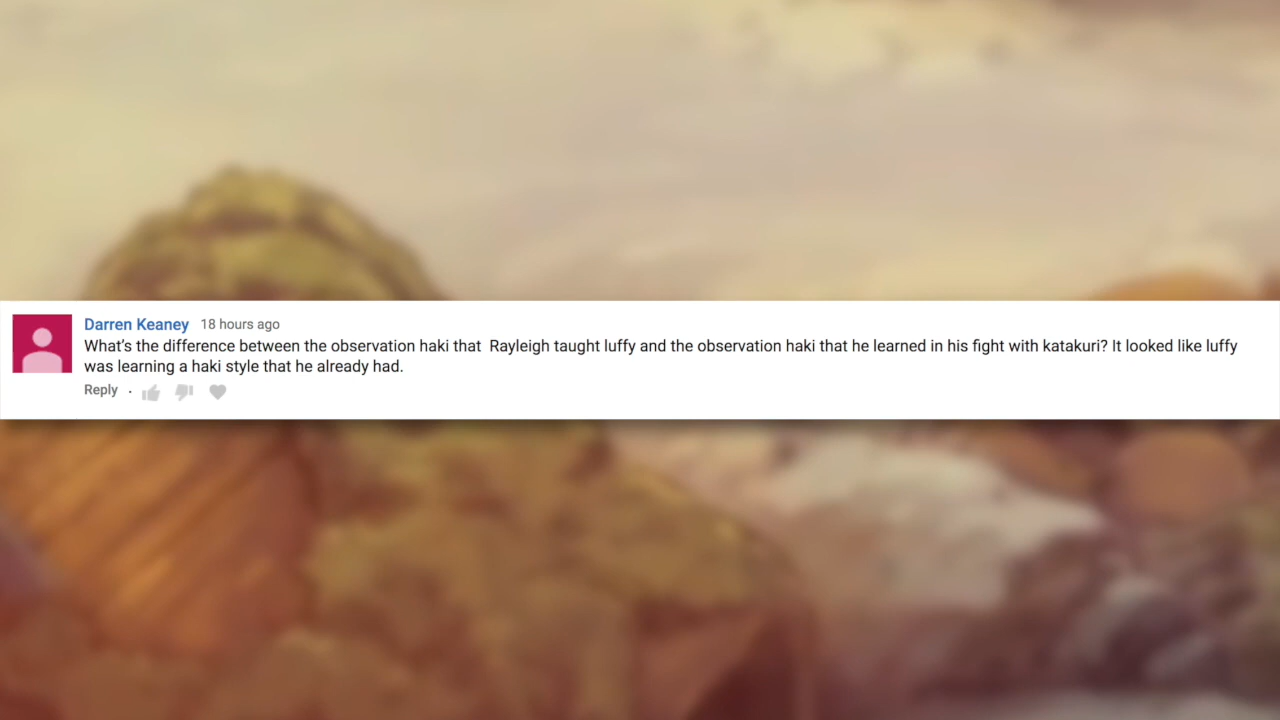 Darren Keaney 18 hours ago
What's the difference between the observation haki that  Rayleigh taught luffy and the observation haki that he learned in his fight with katakuri? It looked like luffy
was learning a haki style that he already had.
Reply ·